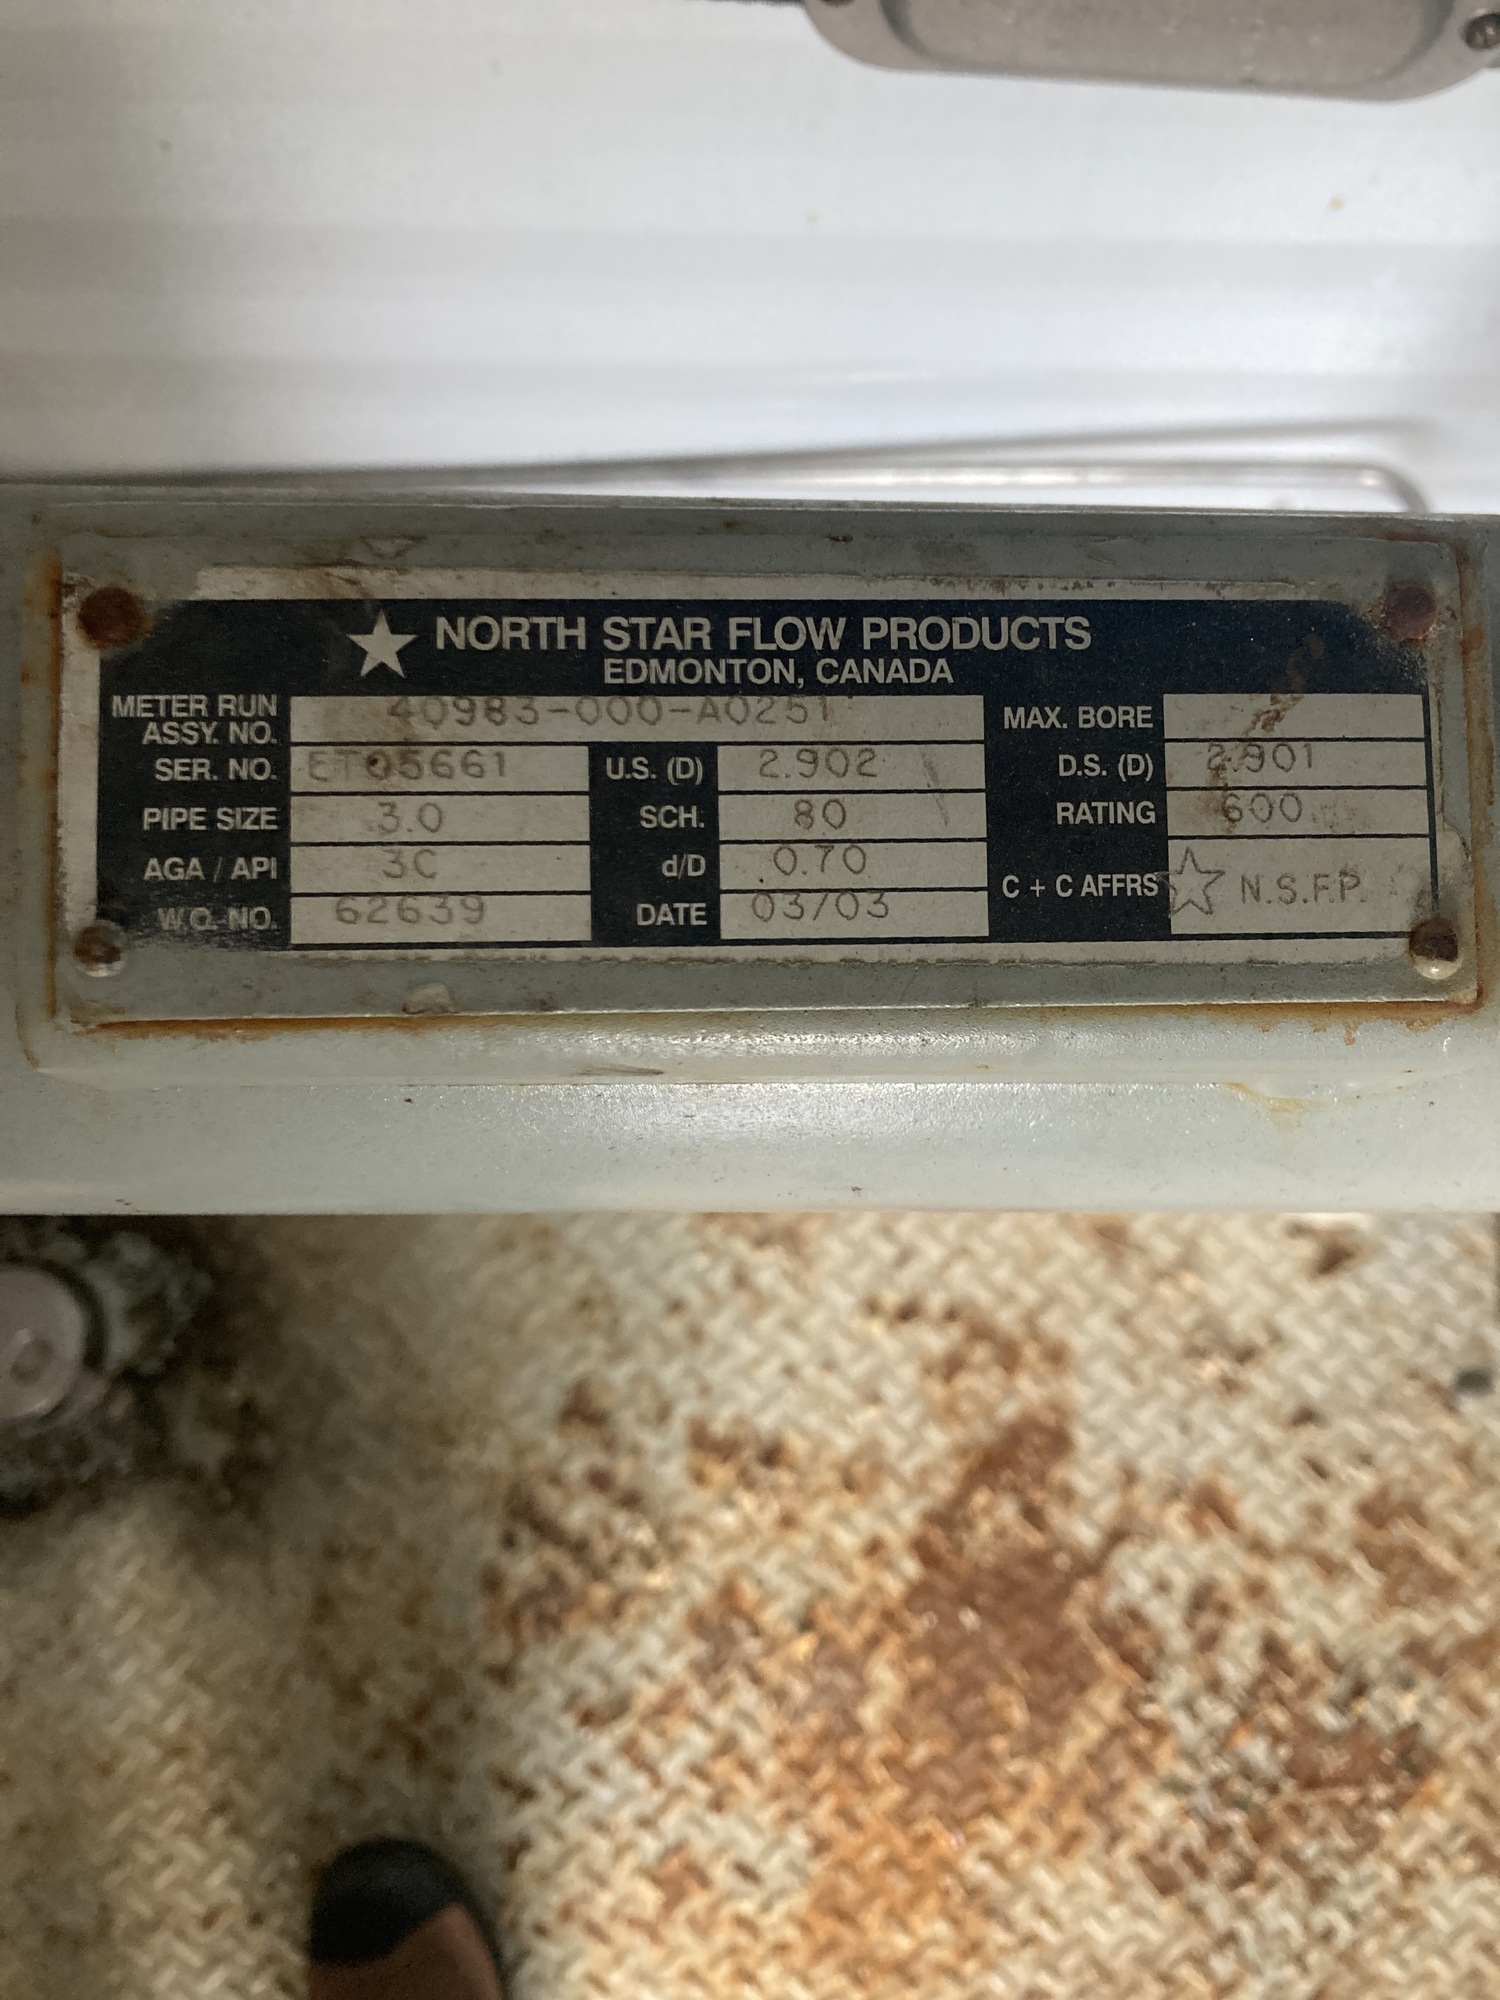 NORTH STAR FLOW PRODUCTS
EDMONTON, CANADA
METER RUN ASSY. NO. 40983-000-A0251 MAX. BORE
SER. NO. ET05661 U.S. (D) 2.902 D.S. (D) 2.901
PIPE SIZE 3.0 SCH. 80 RATING 600
AGA / API 3C d/D 0.70 C + C AFFRS N.S.F.P.
W.O. NO. 62639 DATE 03/03